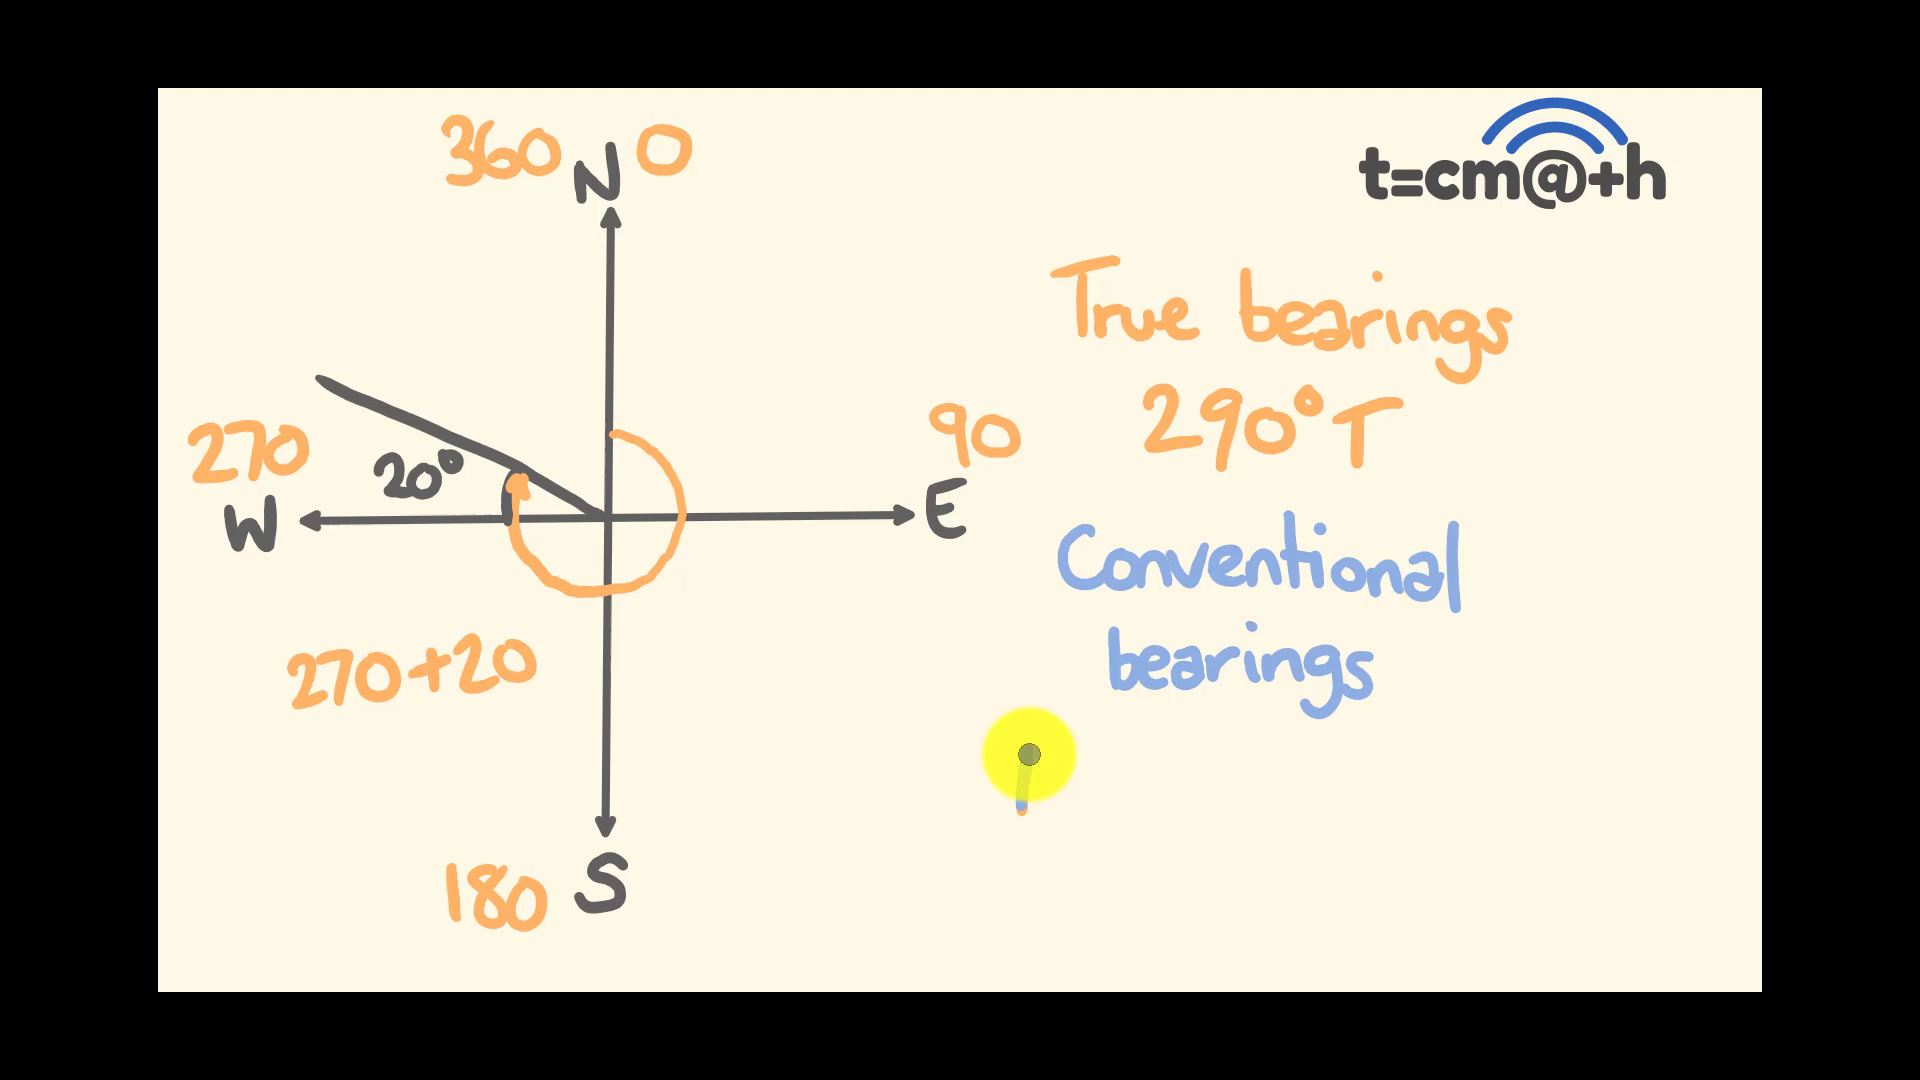 360 N 0
t=cm@+h
True bearings
290° T
270
W
20°
90
E
Conventional
bearings
270+20
180 S